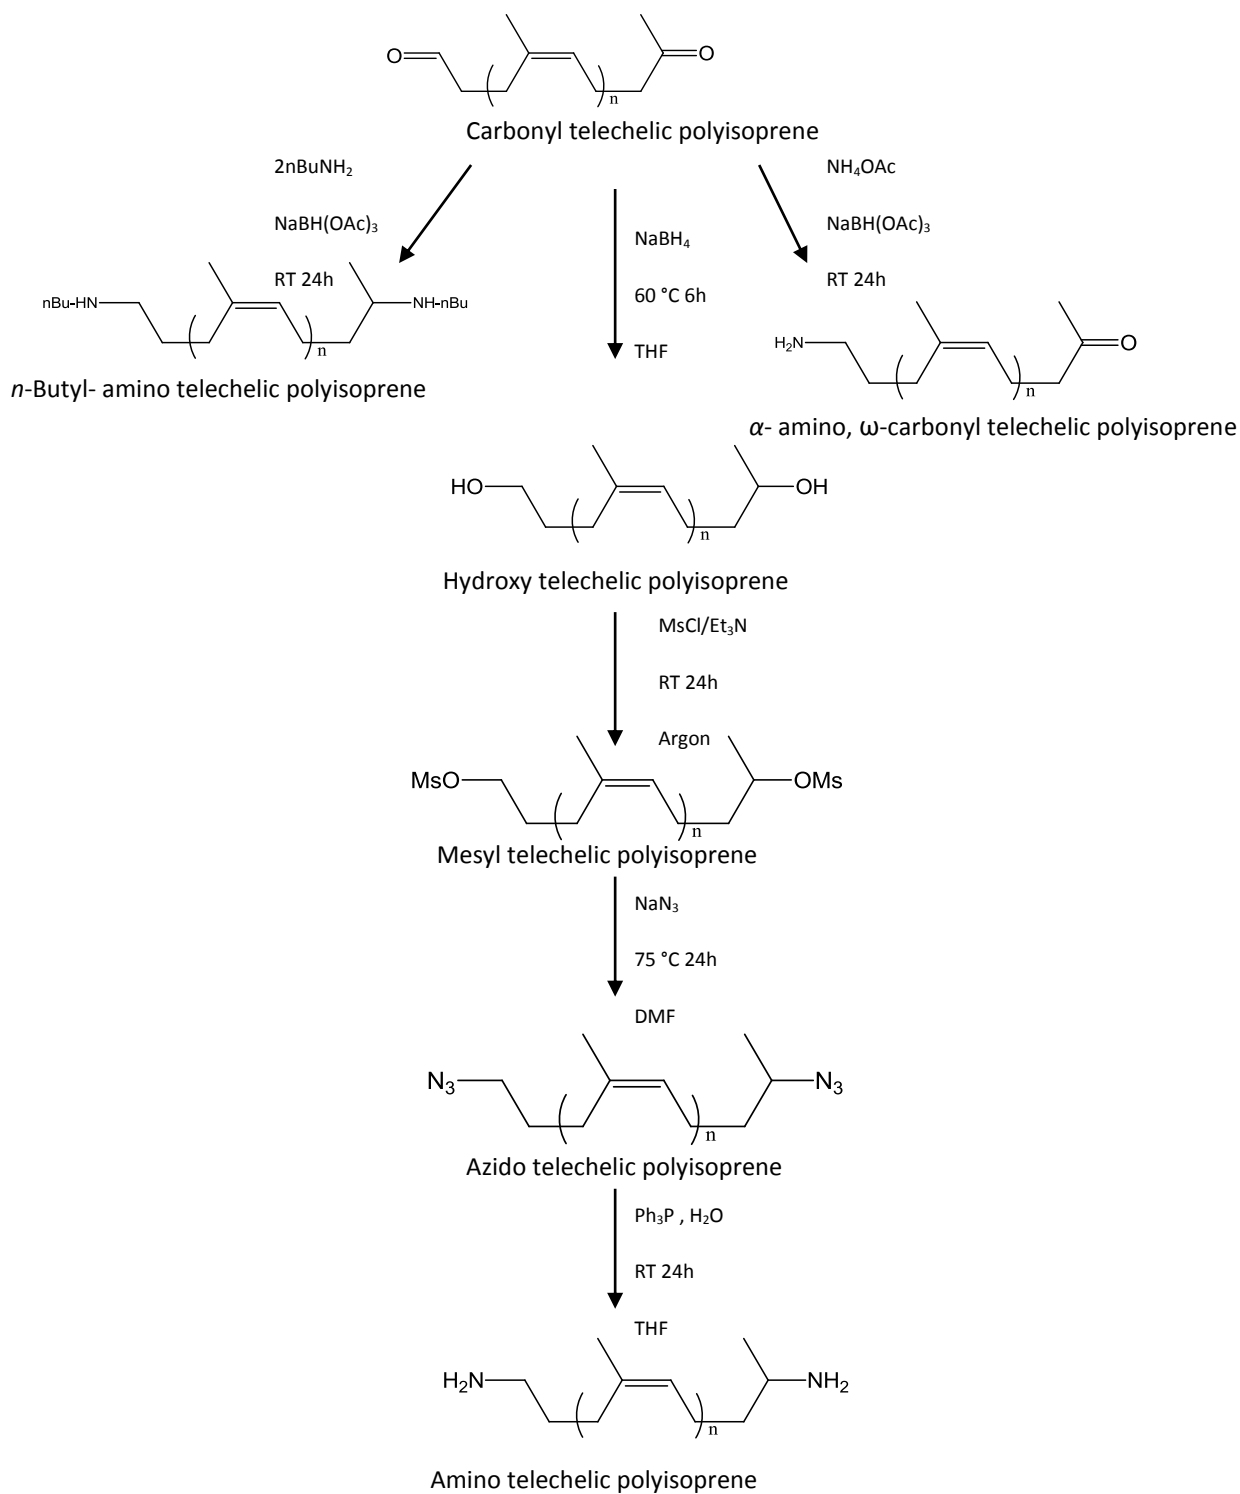 O
O
n
Carbonyl telechelic polyisoprene
2nBuNH₂
NaBH(OAc)₃
RT 24h
NaBH₄
60 °C 6h
THF
NH₄OAc
NaBH(OAc)₃
RT 24h
nBu-HN
NH-nBu
n
n-Butyl- amino telechelic polyisoprene
H₂N
O
n
α- amino, ω-carbonyl telechelic polyisoprene
HO
OH
n
Hydroxy telechelic polyisoprene
MsCl/Et₃N
RT 24h
Argon
MsO
OMs
n
Mesyl telechelic polyisoprene
NaN₃
75 °C 24h
DMF
N₃
N₃
n
Azido telechelic polyisoprene
Ph₃P , H₂O
RT 24h
THF
H₂N
NH₂
n
Amino telechelic polyisoprene